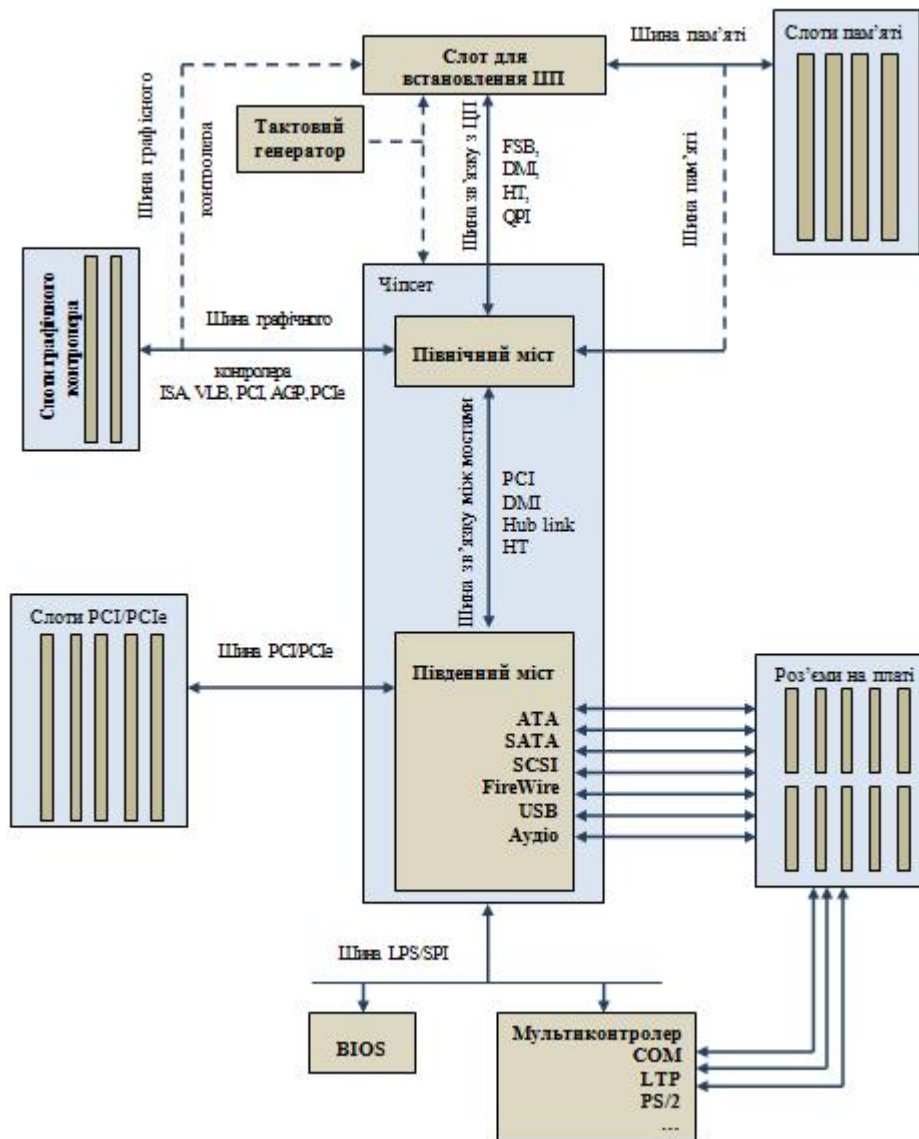 Шина пам’яті
Слоти пам’яті
Слот для
встановлення ЦП
Шина графісного
контролера
Тактовий
генератор
Шина зв’язку з ЦП
FSB,
DMI,
HT,
QPI
Шина пам’яті
Чіпсет
Слоти графічного
контролера
Шина графічного
контролера
ISA, VLB, PCI, AGP, PCIe
Північний міст
Шина зв’язку між мостами
PCI
DMI
Hub link
HT
Слоти PCI/PCIe
Шина PCI/PCIe
Південний міст
ATA
SATA
SCSI
FireWire
USB
Аудіо
Роз’єми на платі
Шина LPS/SPI
BIOS
Мультиконтролер
COM
LTP
PS/2
...